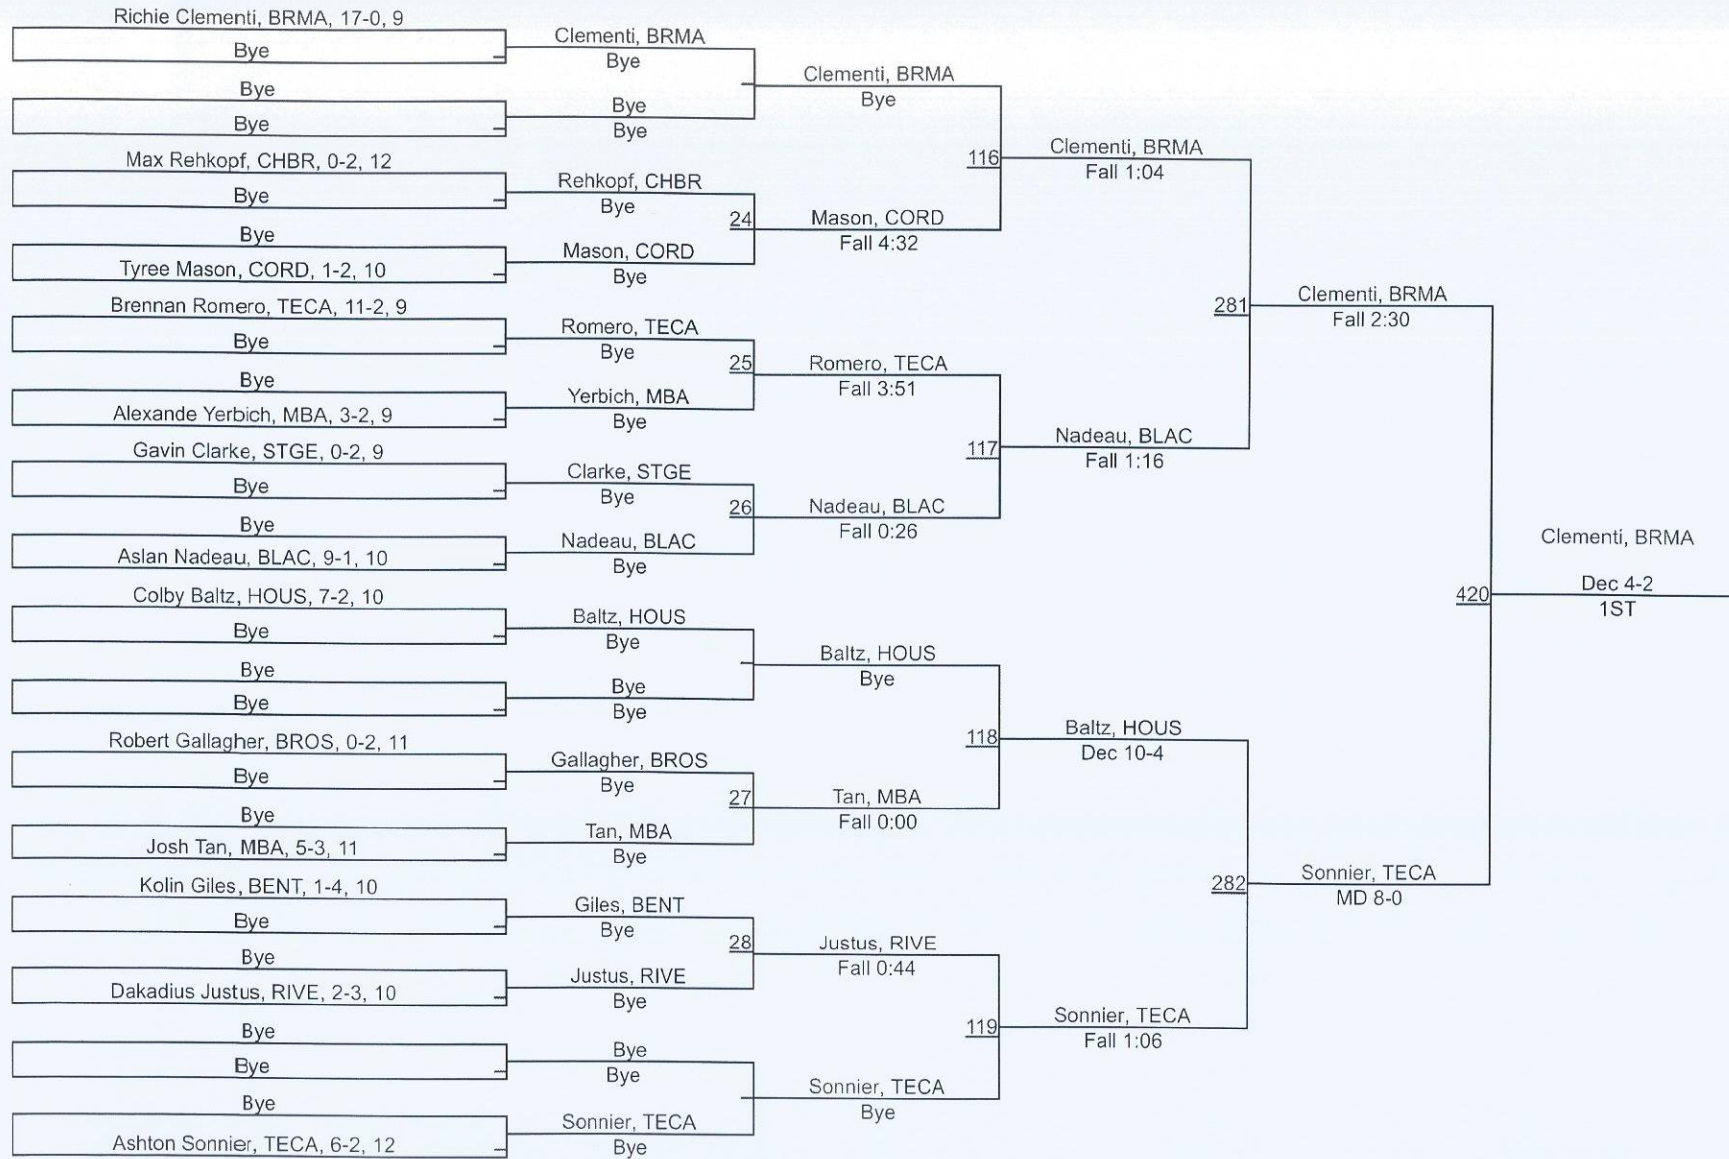 Richie Clementi, BRMA, 17-0, 9
Bye
Bye
Bye
Max Rehkopf, CHBR, 0-2, 12
Bye
Bye
Tyree Mason, CORD, 1-2, 10
Brennan Romero, TECA, 11-2, 9
Bye
Bye
Alexande Yerbich, MBA, 3-2, 9
Gavin Clarke, STGE, 0-2, 9
Bye
Bye
Aslan Nadeau, BLAC, 9-1, 10
Colby Baltz, HOUS, 7-2, 10
Bye
Bye
Bye
Robert Gallagher, BROS, 0-2, 11
Bye
Bye
Josh Tan, MBA, 5-3, 11
Kolin Giles, BENT, 1-4, 10
Bye
Bye
Dakadius Justus, RIVE, 2-3, 10
Bye
Bye
Bye
Ashton Sonnier, TECA, 6-2, 12
Clementi, BRMA
Bye
Bye
Bye
Rehkopf, CHBR
Bye
24
Mason, CORD
Bye
Romero, TECA
Bye
25
Yerbich, MBA
Bye
Clarke, STGE
Bye
26
Nadeau, BLAC
Bye
Baltz, HOUS
Bye
Bye
Bye
Gallagher, BROS
Bye
27
Tan, MBA
Bye
Giles, BENT
Bye
28
Justus, RIVE
Bye
Bye
Bye
Sonnier, TECA
Bye
Clementi, BRMA
Bye
116
Mason, CORD
Fall 4:32
Romero, TECA
Fall 3:51
117
Nadeau, BLAC
Fall 0:26
Baltz, HOUS
Bye
118
Tan, MBA
Fall 0:00
Justus, RIVE
Fall 0:44
119
Sonnier, TECA
Bye
Clementi, BRMA
Fall 1:04
281
Nadeau, BLAC
Fall 1:16
Baltz, HOUS
Dec 10-4
282
Sonnier, TECA
Fall 1:06
Clementi, BRMA
Fall 2:30
420
Sonnier, TECA
MD 8-0
Clementi, BRMA
Dec 4-2
1ST